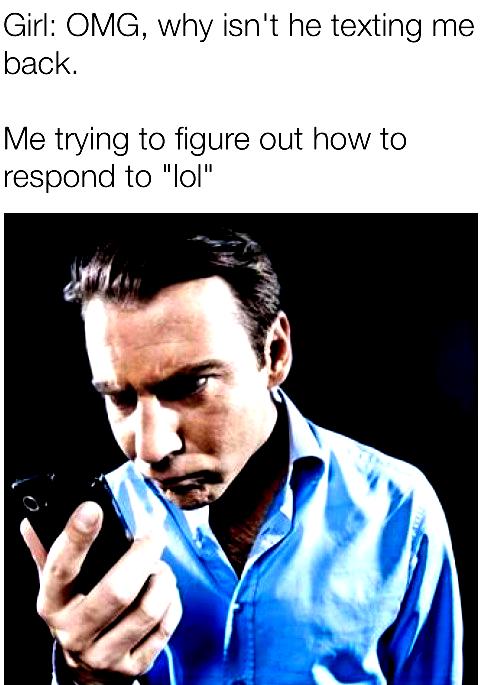 Girl: OMG, why isn't he texting me
back.
Me trying to figure out how to
respond to "lol"